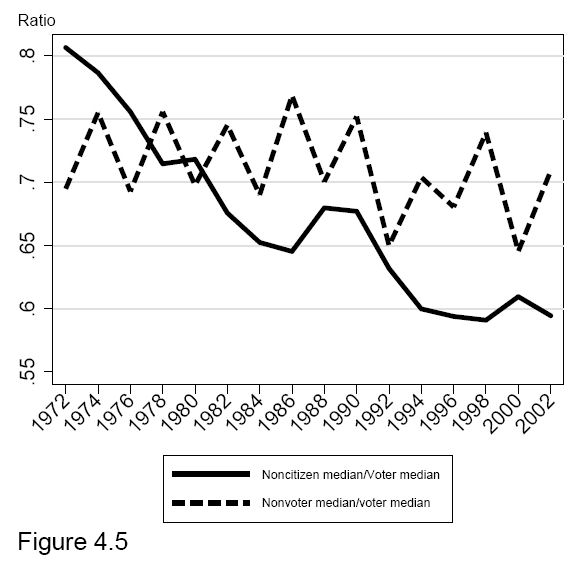 Ratio
.8
.75
.7
.65
.6
.55
1972 1974 1976 1978 1980 1982 1984 1986 1988 1990 1992 1994 1996 1998 2000 2002
Noncitizen median/Voter median
Nonvoter median/voter median
Figure 4.5